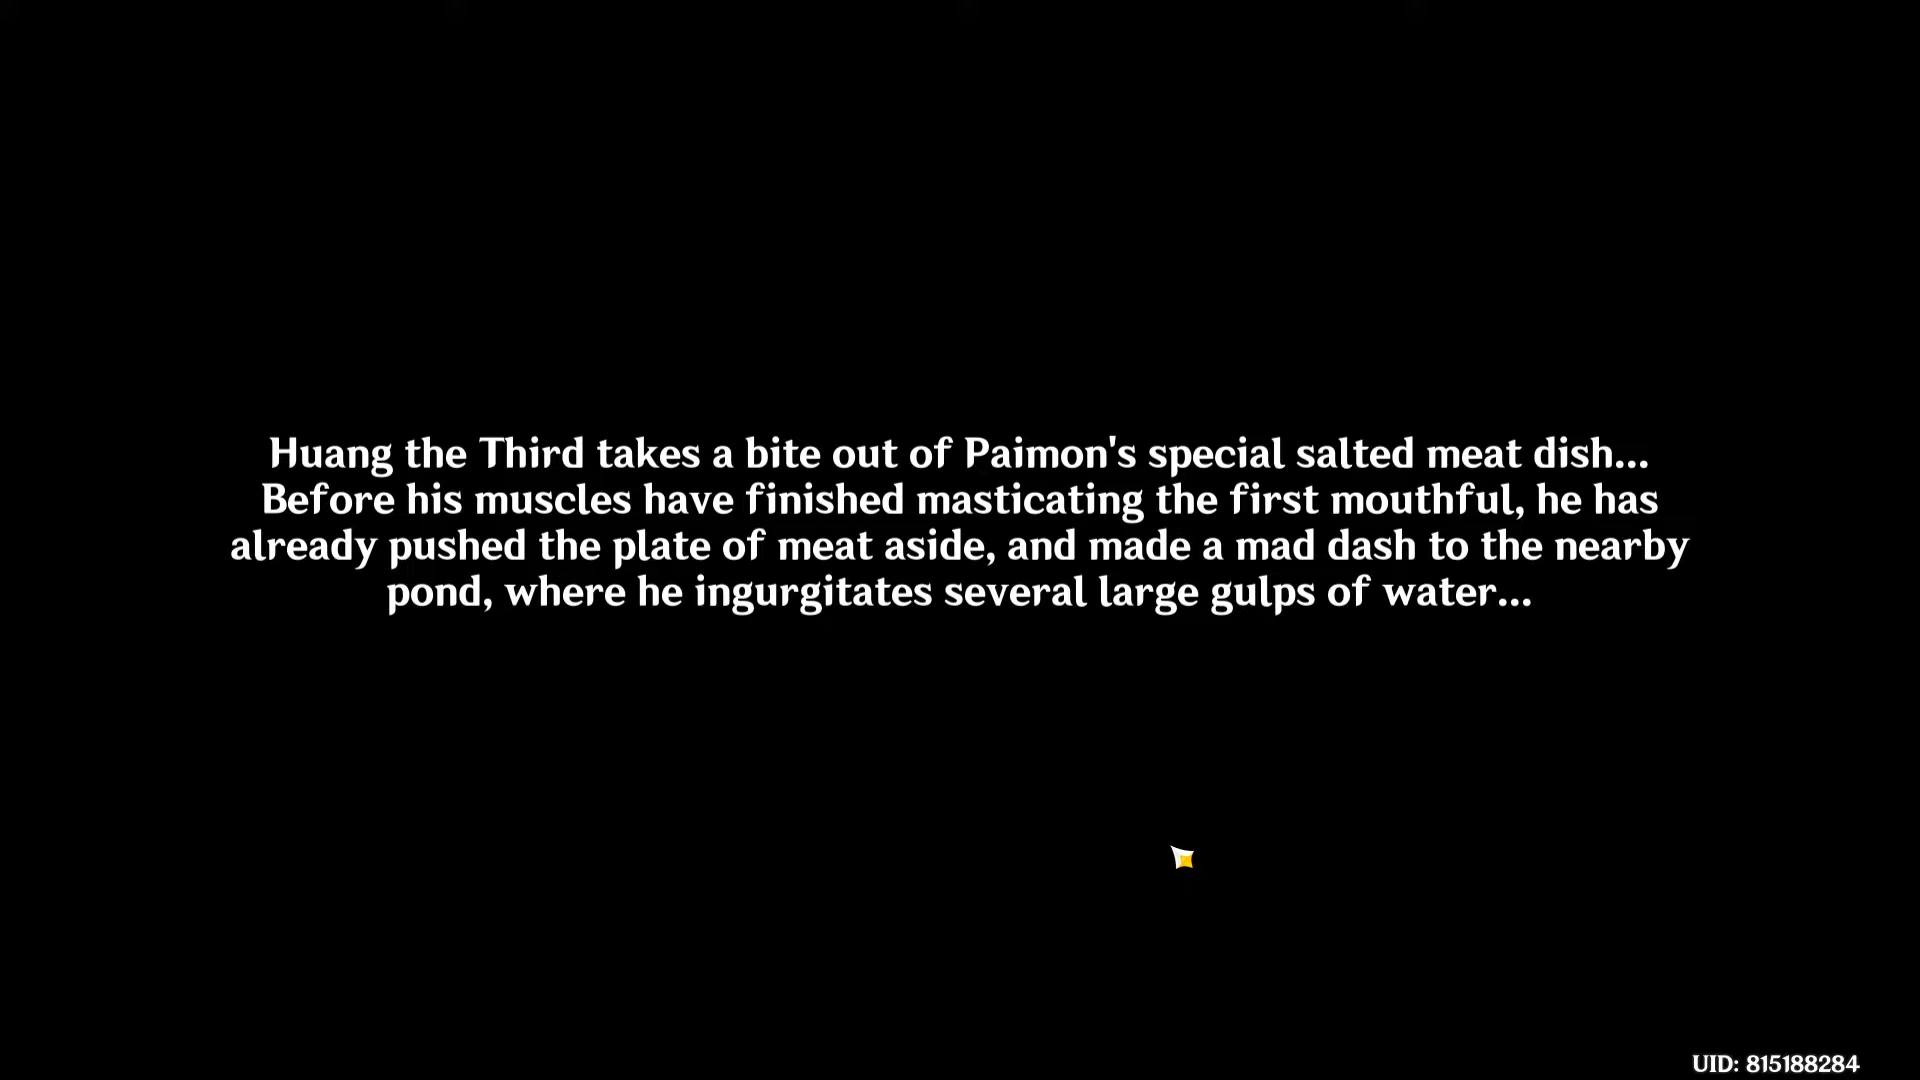 Huang the Third takes a bite out of Paimon's special salted meat dish...
Before his muscles have finished masticating the first mouthful, he has
already pushed the plate of meat aside, and made a mad dash to the nearby
pond, where he ingurgitates several large gulps of water...
UID: 815188284